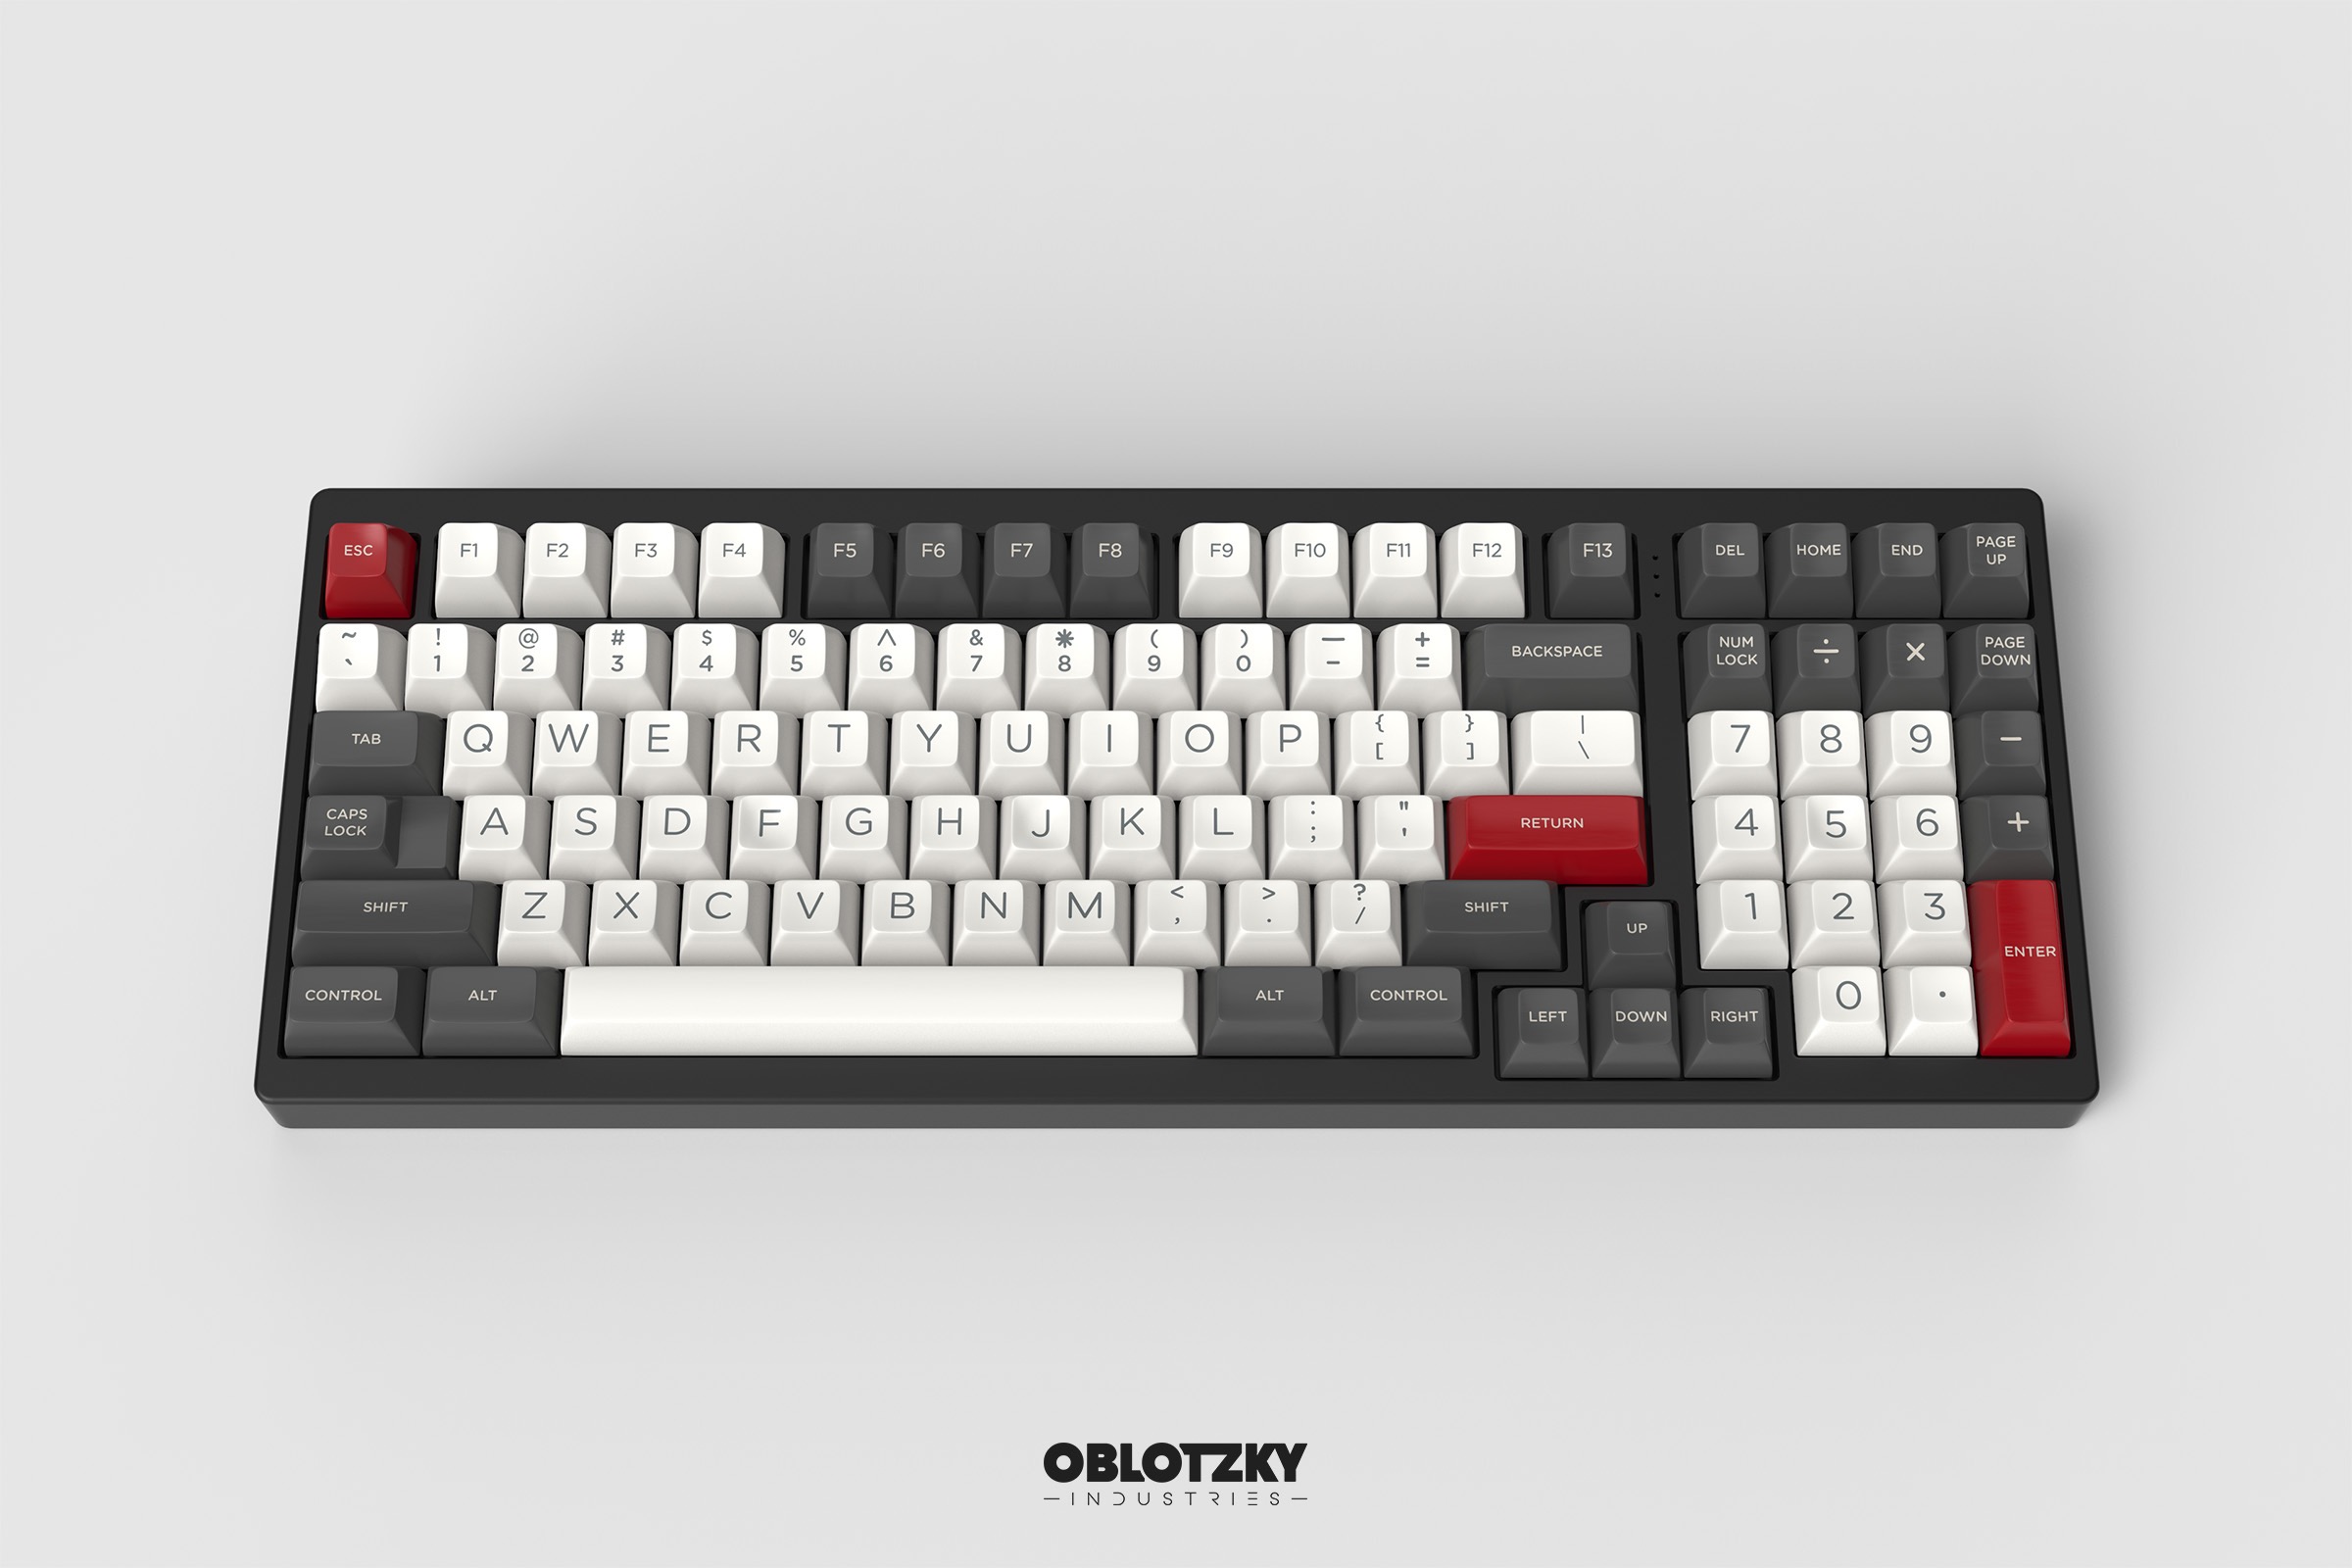 ESC F1 F2 F3 F4 F5 F6 F7 F8 F9 F10 F11 F12 F13 DEL HOME END PAGE UP
~ ! @ # $ % ^ & * ( ) — +
` 1 2 3 4 5 6 7 8 9 0 - = BACKSPACE NUM LOCK ÷ × PAGE DOWN
TAB Q W E R T Y U I O P { [ } ] | \ 7 8 9 −
CAPS LOCK A S D F G H J K L : ; " ' RETURN 4 5 6 +
SHIFT Z X C V B N M < , > . ? / SHIFT UP 1 2 3 ENTER
CONTROL ALT ALT CONTROL LEFT DOWN RIGHT 0 .
OBLOTZKY
INDUSTRIES